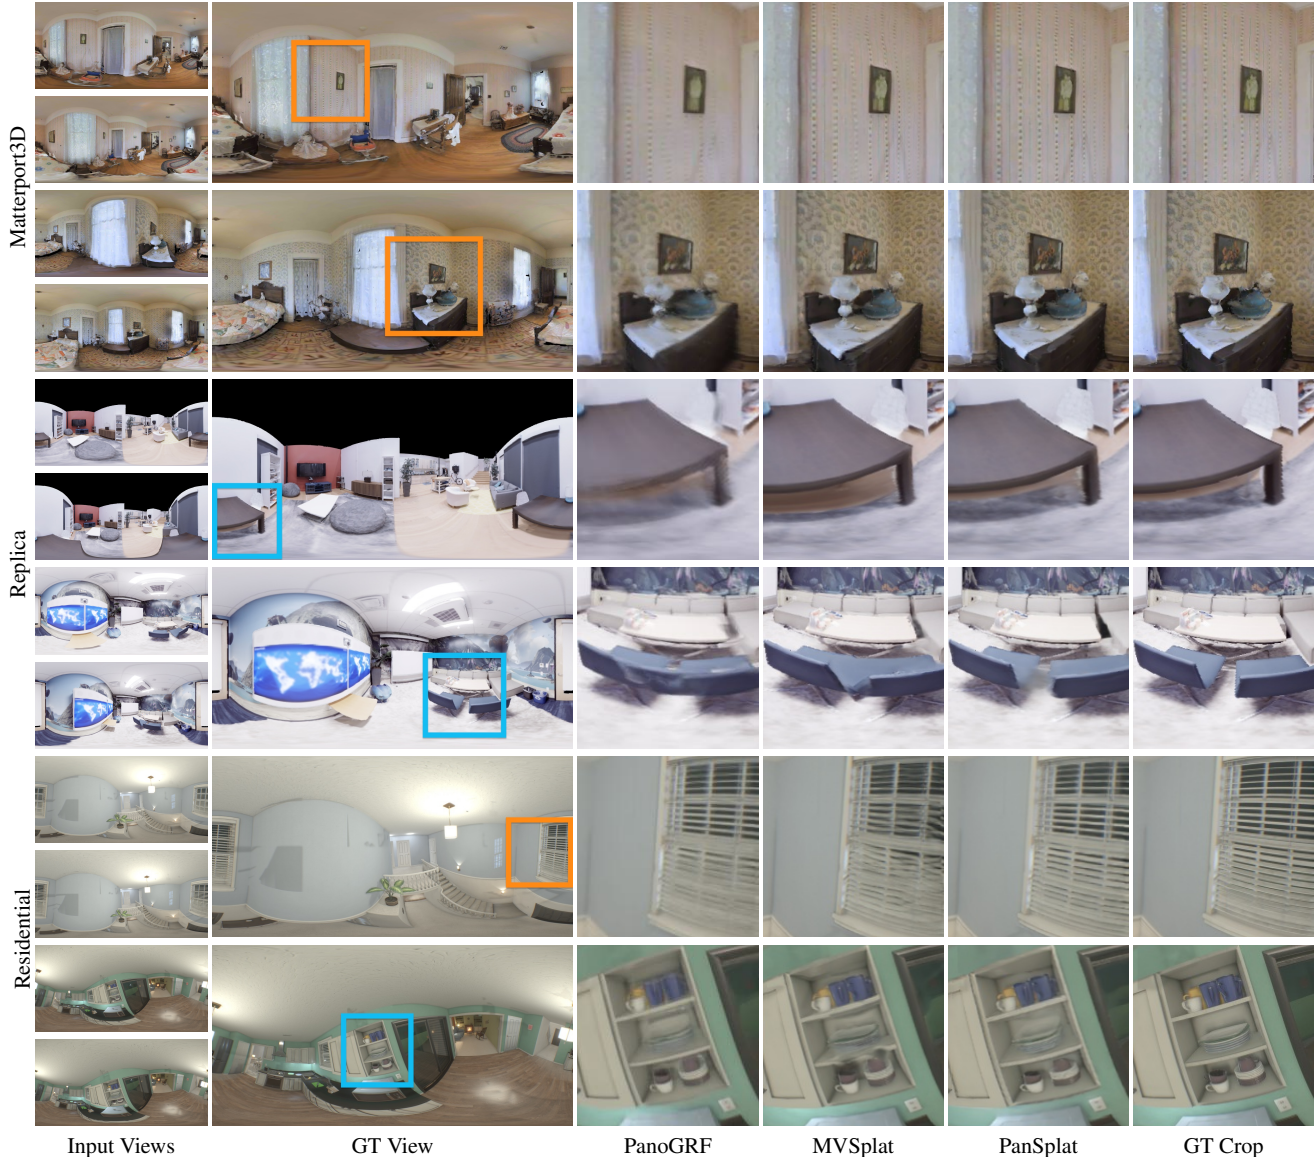 Matterport3D
Replica
Residential
Input Views
GT View
PanoGRF
MVSplat
PanSplat
GT Crop